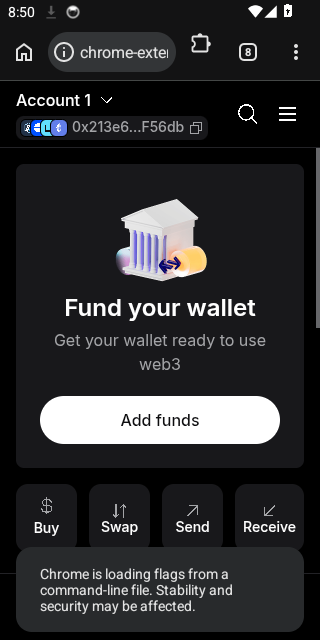 8:50
chrome-exte
8
Account 1
0x213e6...F56db
Fund your wallet
Get your wallet ready to use
web3
Add funds
Buy
Swap
Send
Receive
Chrome is loading flags from a
command-line file. Stability and
security may be affected.